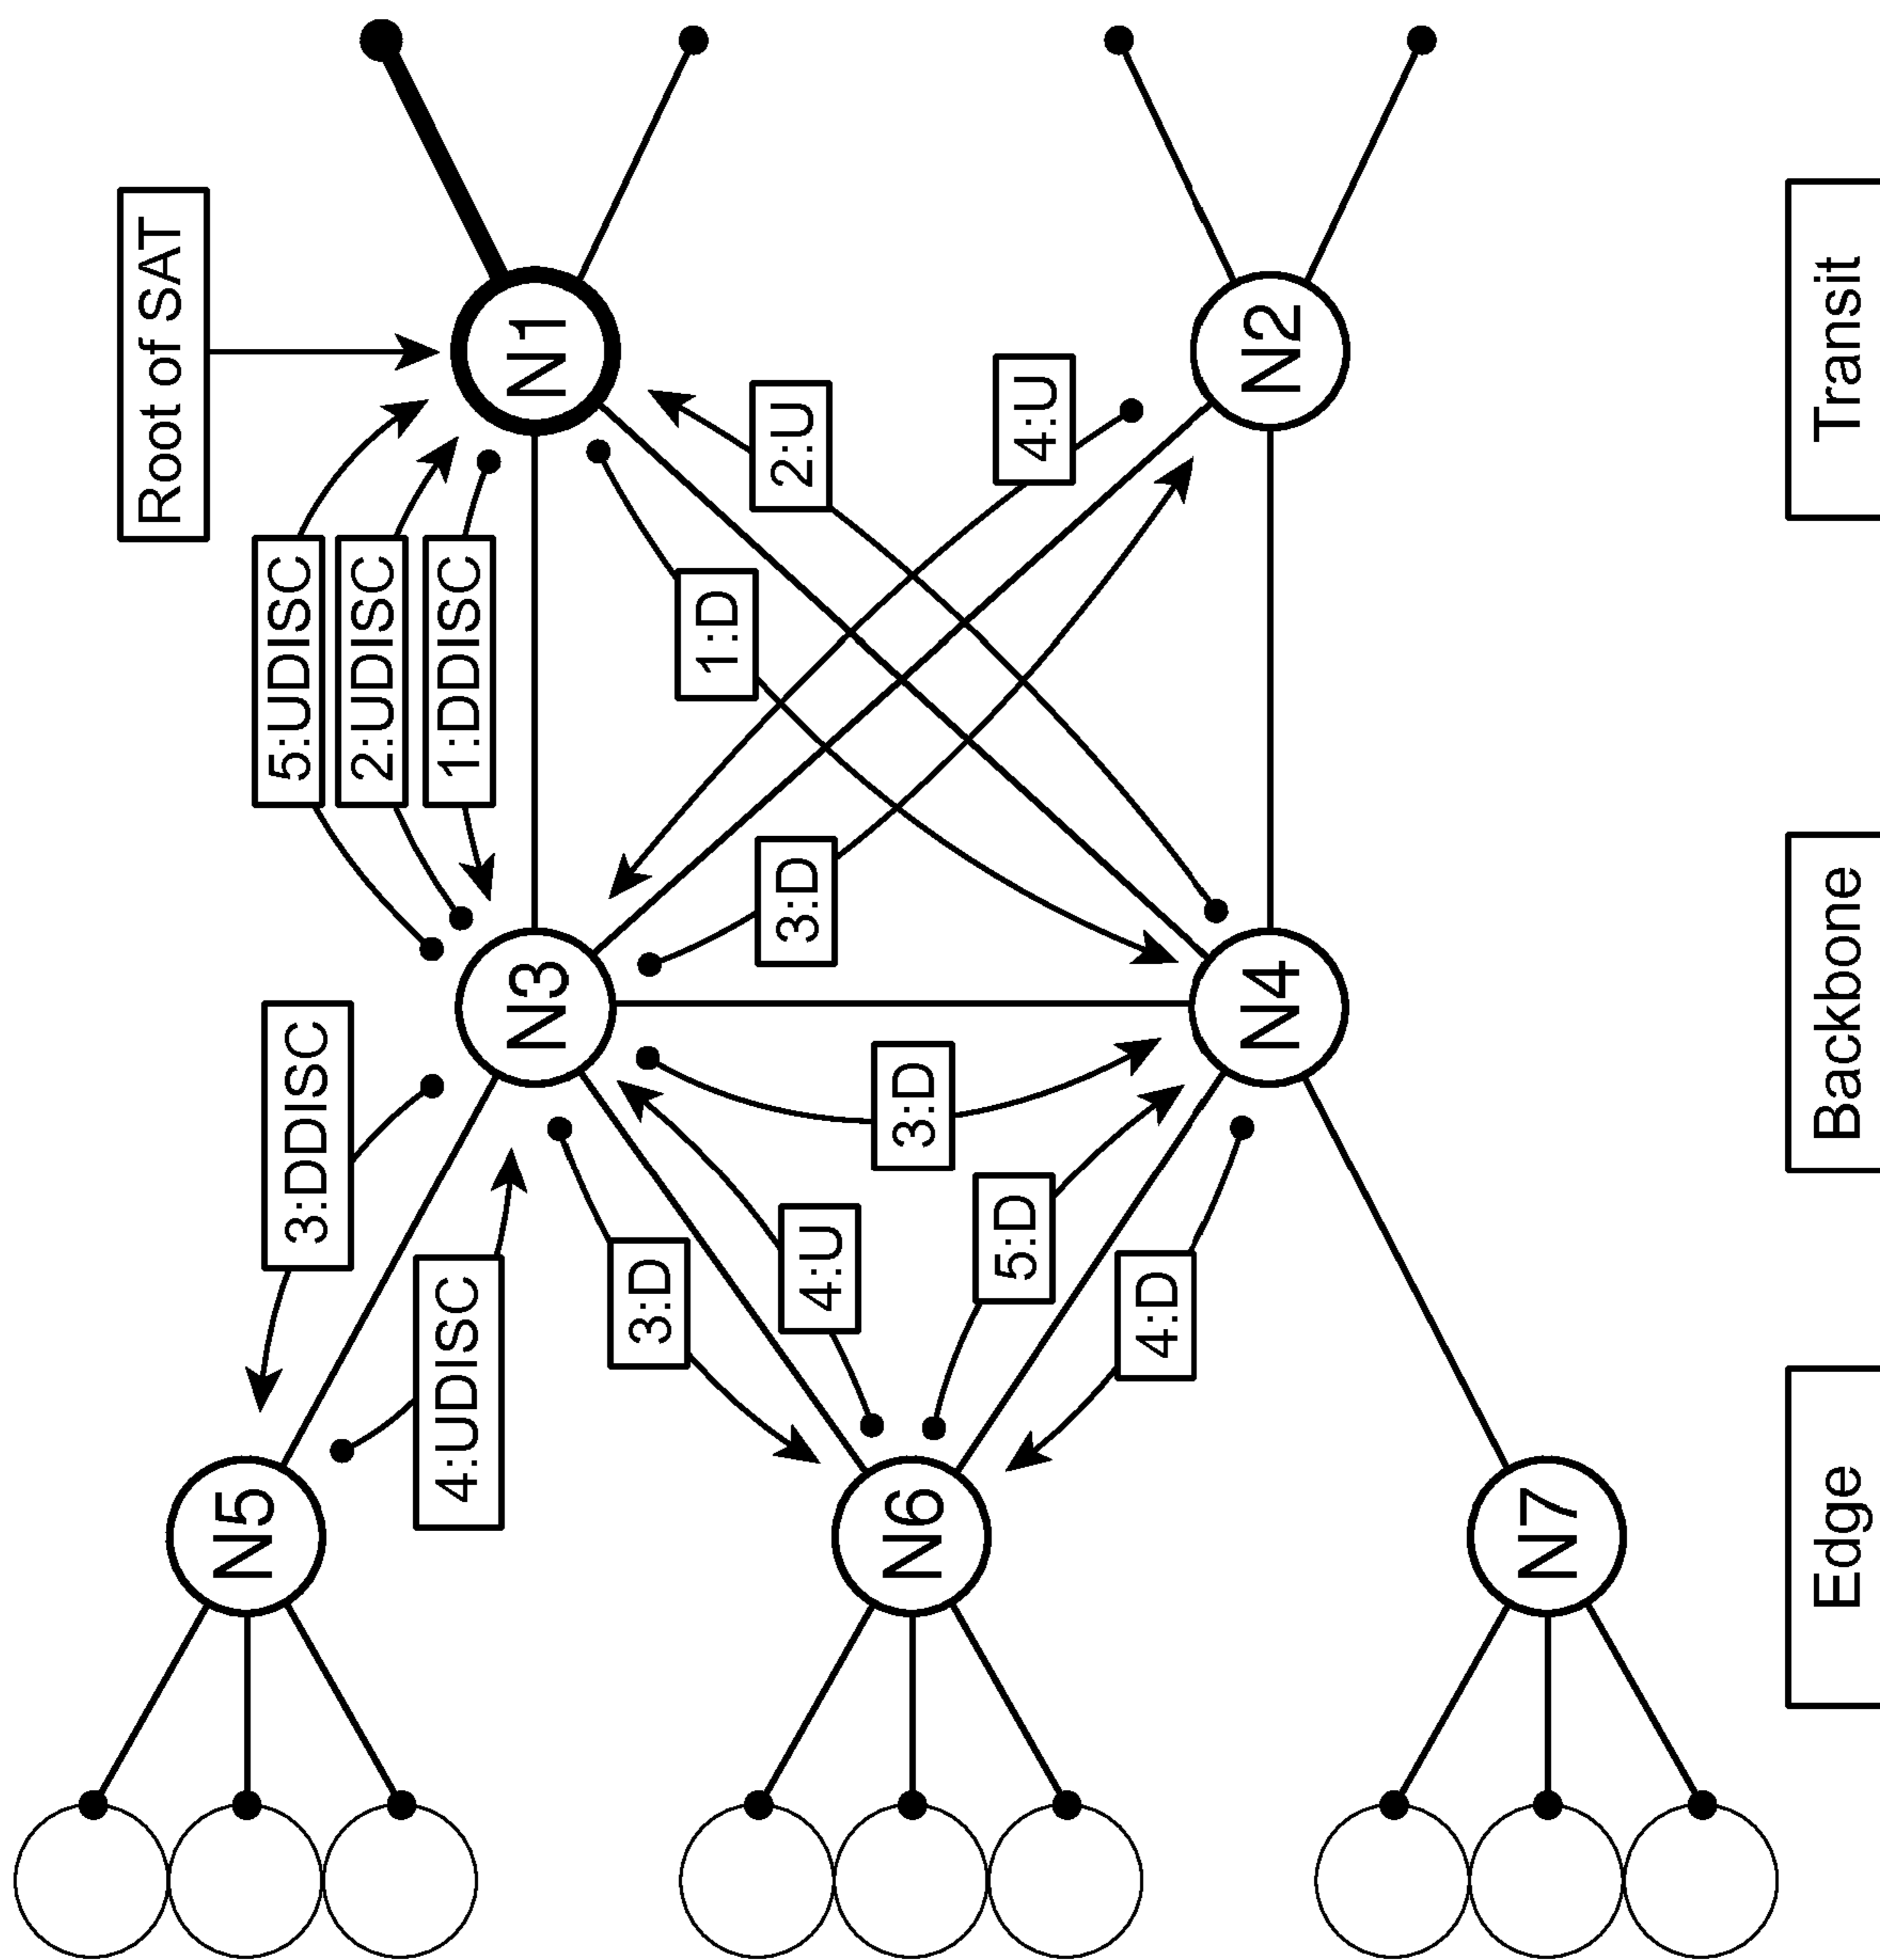 Root of SAT
N5
3:DDISC
5:UDISC
2:UDISC
4:UDISC
1:DDISC
N3
N1
3:D
1:D
4:U
3:D
2:U
N6
3:D
5:D
4:U
4:D
N4
N2
N7
Edge
Backbone
Transit